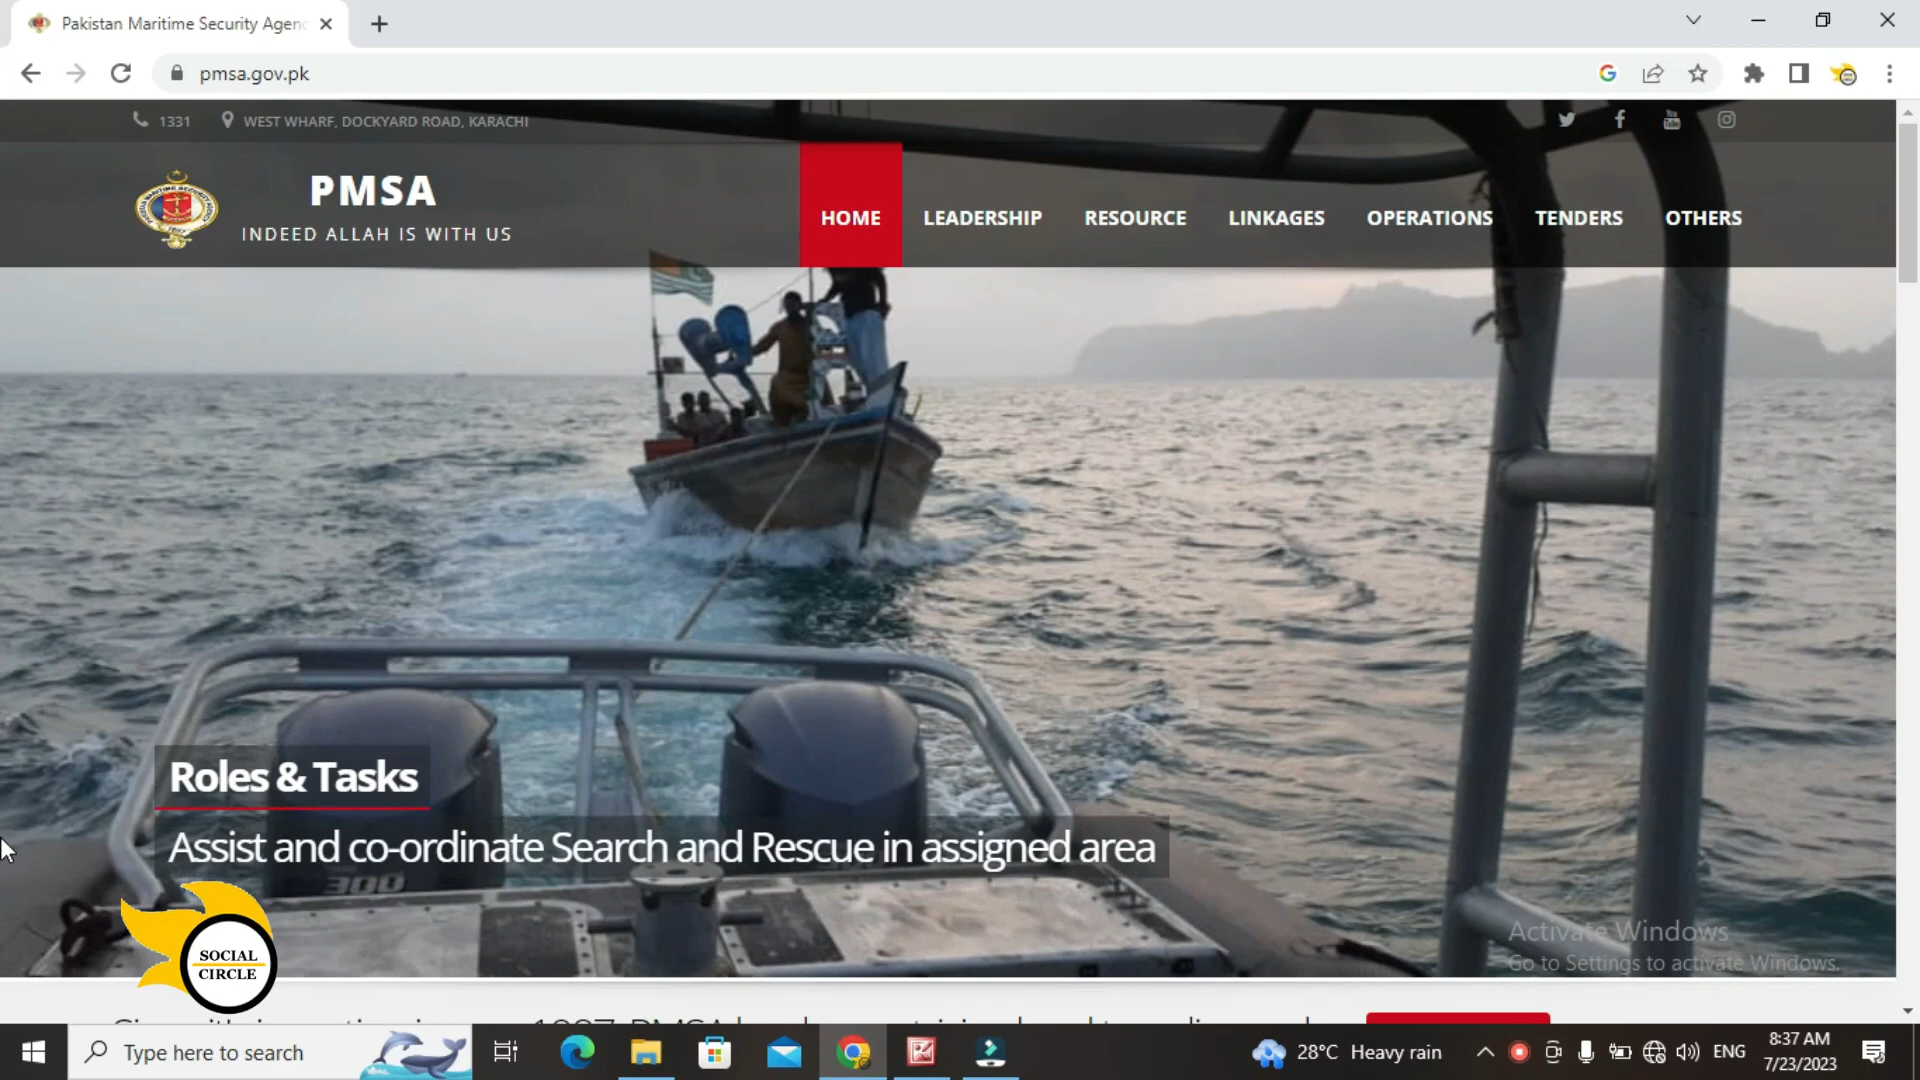 Pakistan Maritime Security Agen
pmsa.gov.pk
1331
WEST WHARF, DOCKYARD ROAD, KARACHI
You
Tube
PMSA
INDEED ALLAH IS WITH US
HOME
LEADERSHIP
RESOURCE
LINKAGES
OPERATIONS
TENDERS
OTHERS
Roles & Tasks
Assist and co-ordinate Search and Rescue in assigned area
300
SOCIAL
CIRCLE
Activate Windows
Go to Settings to activate Windows.
Type here to search
28°C Heavy rain
ENG
8:37 AM
7/23/2023